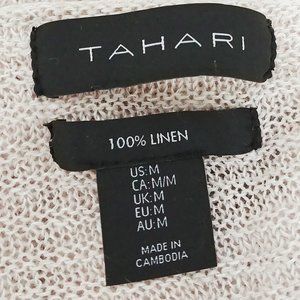 TAHARI
100% LINEN
US:M
CA:M/M
UK:M
EU:M
AU:M
MADE IN
CAMBODIA